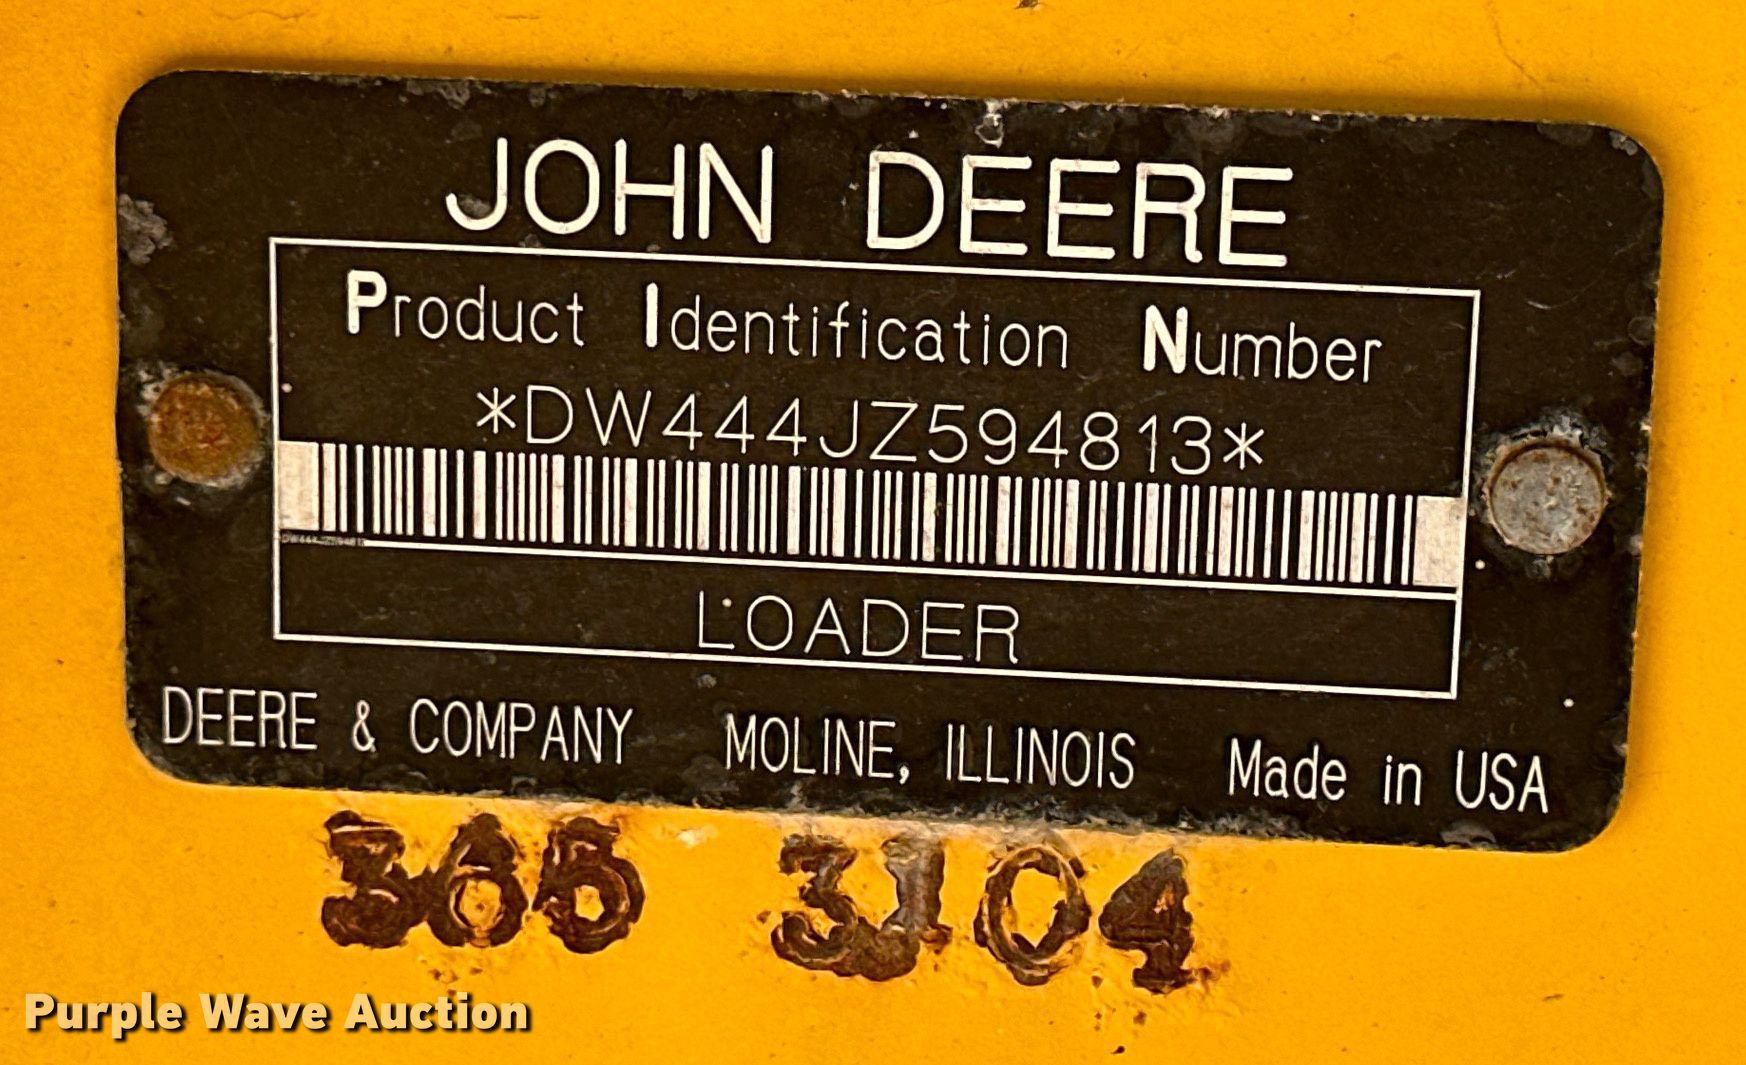 JOHN DEERE
Product Identification Number
*DW444JZ594813*
DW444JZ594813
LOADER
DEERE & COMPANY MOLINE, ILLINOIS Made in USA
365 3104
Purple Wave Auction